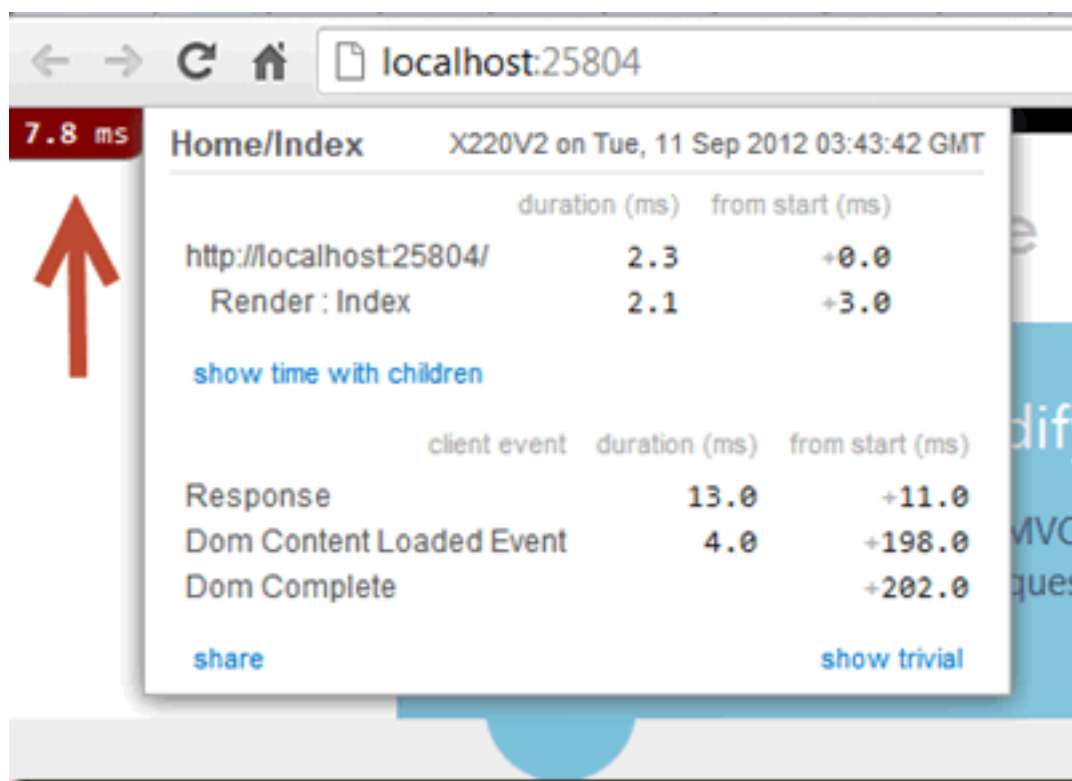 localhost:25804
7.8 ms
Home/Index X220V2 on Tue, 11 Sep 2012 03:43:42 GMT
duration (ms) from start (ms)
http://localhost:25804/ 2.3 +0.0
Render : Index 2.1 +3.0
show time with children
client event duration (ms) from start (ms)
Response 13.0 +11.0
Dom Content Loaded Event 4.0 +198.0
Dom Complete +202.0
share show trivial